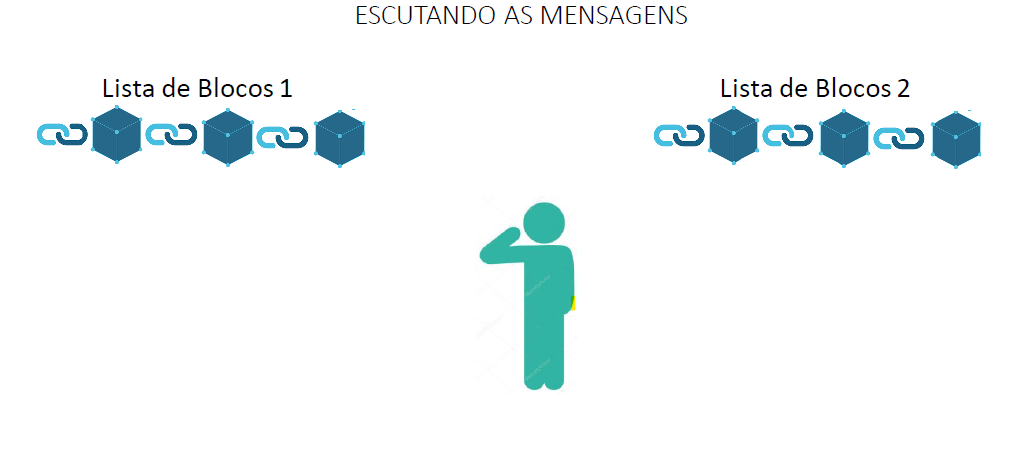 ESCUTANDO AS MENSAGENS
Lista de Blocos 1
Lista de Blocos 2